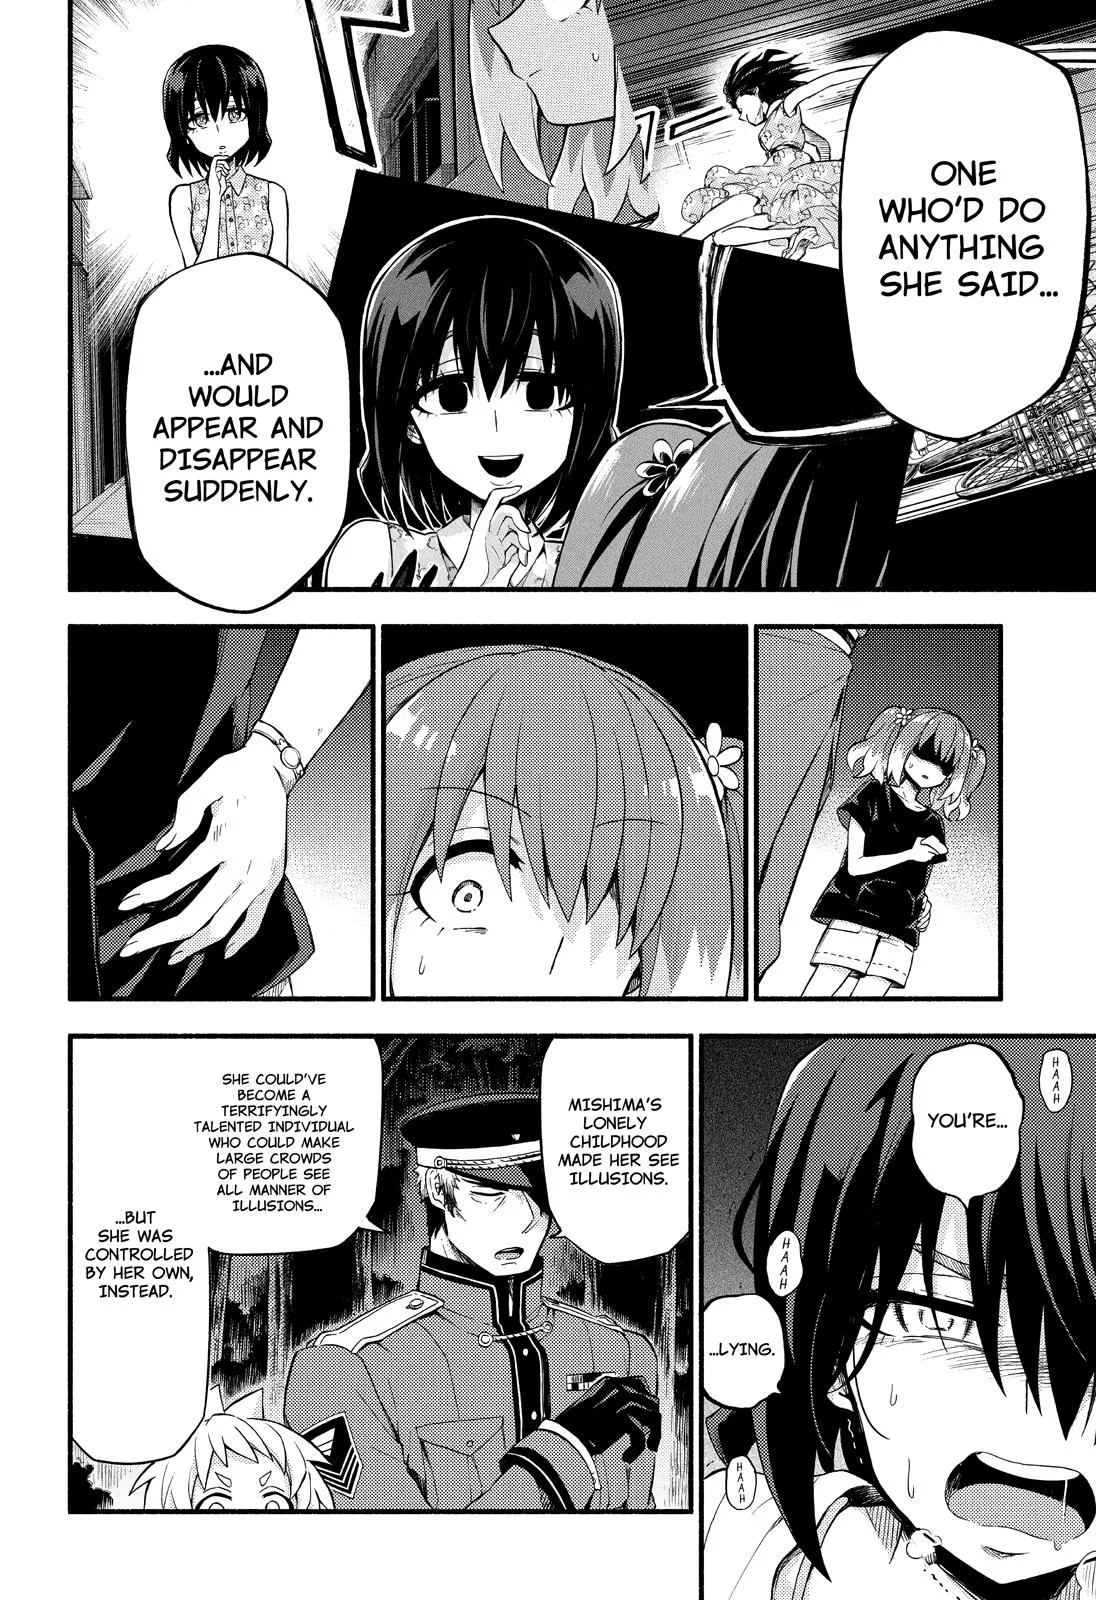 ONE
WHO'D DO
ANYTHING
SHE SAID...
...AND
WOULD
APPEAR AND
DISAPPEAR
SUDDENLY.
HAAH
YOU'RE...
HAAH
...LYING.
HAAH
MISHIMA'S
LONELY
CHILDHOOD
MADE HER SEE
ILLUSIONS.
SHE COULD'VE
BECOME A
TERRIFYINGLY
TALENTED INDIVIDUAL
WHO COULD MAKE
LARGE CROWDS
OF PEOPLE SEE
ALL MANNER OF
ILLUSIONS...
...BUT
SHE WAS
CONTROLLED
BY HER OWN,
INSTEAD.